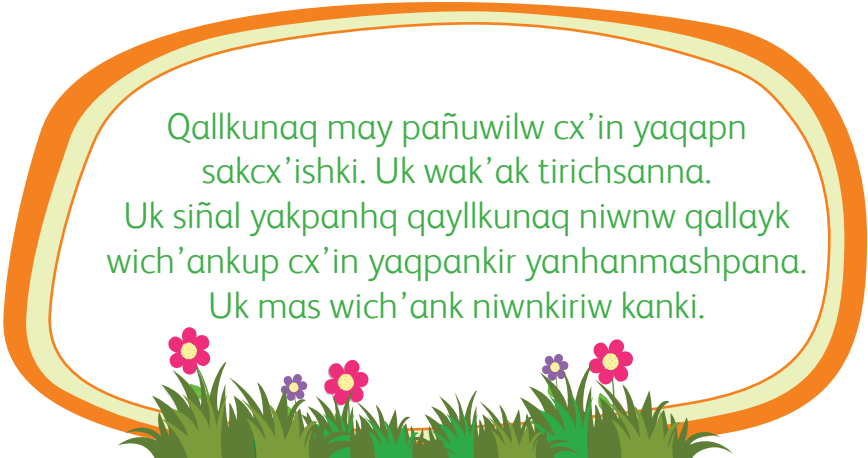 Qallkunaq may pañuwilw cx’in yaqapn
sakcx’ishki. Uk wak’ak tirichsanna.
Uk siñal yakpanhq qayllkunaq niwnw qallayk
wich’ankup cx’in yaqpankir yanhanmashpana.
Uk mas wich’ank niwnkiriw kanki.